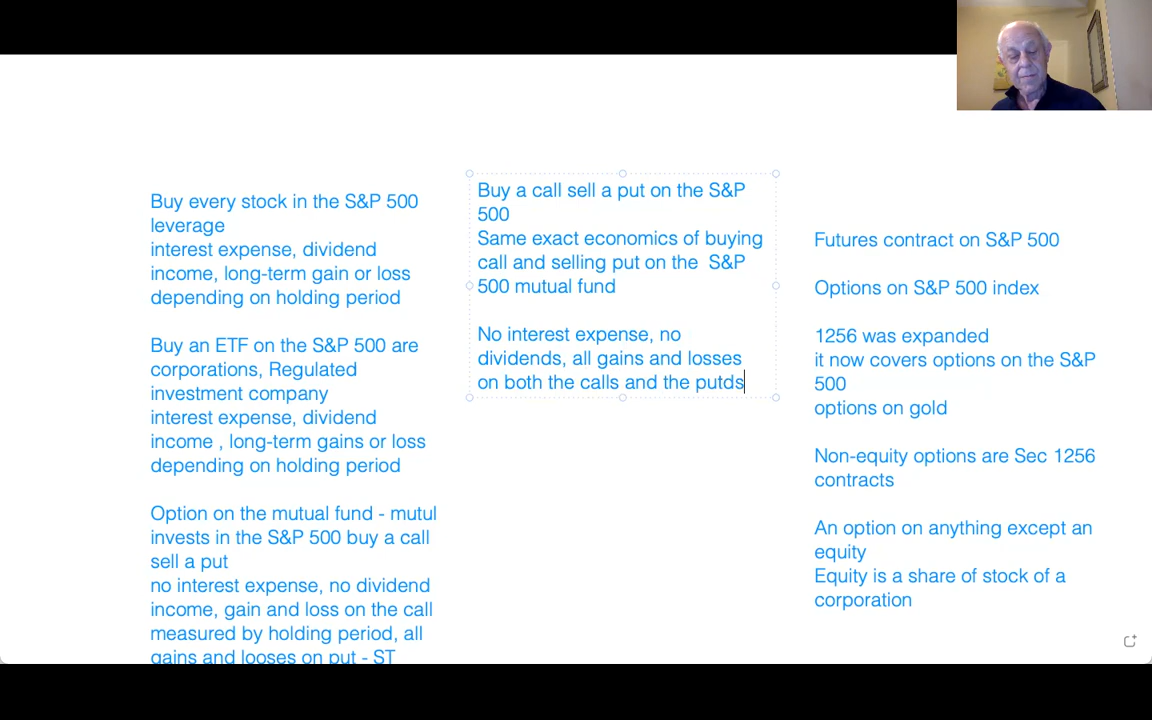 Buy every stock in the S&P 500
leverage
interest expense, dividend
income, long-term gain or loss
depending on holding period
Buy an ETF on the S&P 500 are
corporations, Regulated
investment company
interest expense, dividend
income , long-term gains or loss
depending on holding period
Option on the mutual fund - mutul
invests in the S&P 500 buy a call
sell a put
no interest expense, no dividend
income, gain and loss on the call
measured by holding period, all
gains and looses on put - ST
Buy a call sell a put on the S&P
500
Same exact economics of buying
call and selling put on the  S&P
500 mutual fund
No interest expense, no
dividends, all gains and losses
on both the calls and the putds
Futures contract on S&P 500
Options on S&P 500 index
1256 was expanded
it now covers options on the S&P
500
options on gold
Non-equity options are Sec 1256
contracts
An option on anything except an
equity
Equity is a share of stock of a
corporation